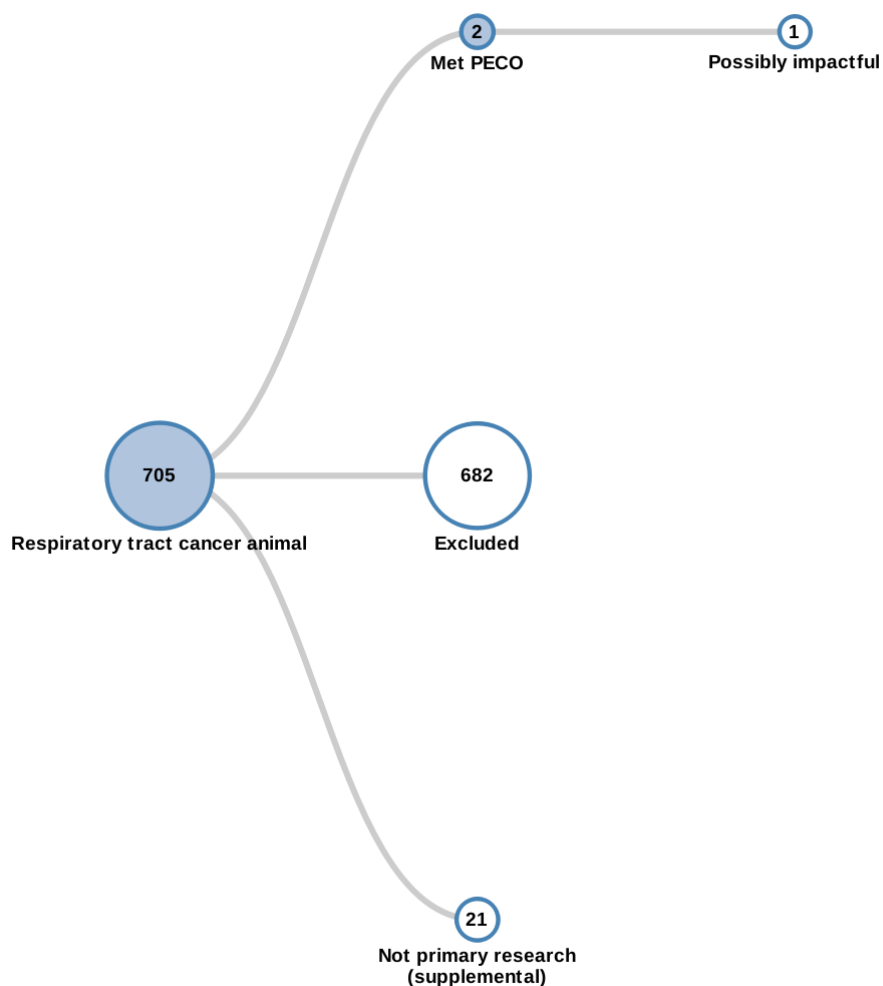 2
Met PECO
1
Possibly impactful
705
Respiratory tract cancer animal
682
Excluded
21
Not primary research
(supplemental)